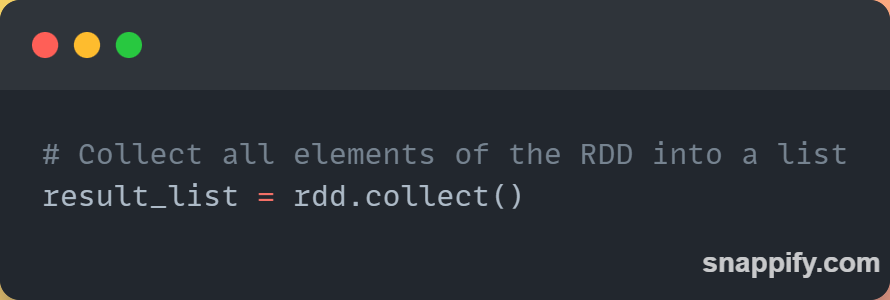 # Collect all elements of the RDD into a list
result_list = rdd.collect()
snappify.com